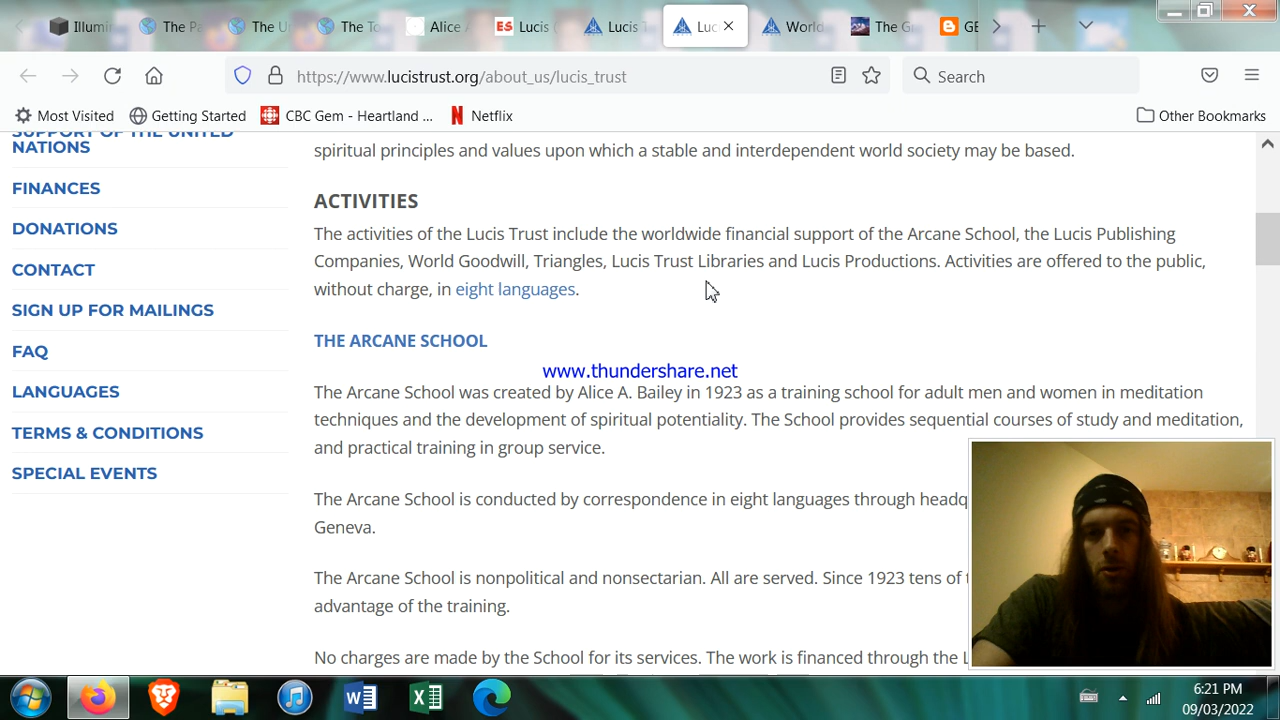 Illumin
The Pa
The Ur
The To
Alice
ES Lucis (
Lucis T
Luc
World
The Gr
GE
https://www.lucistrust.org/about_us/lucis_trust
Search
Most Visited
Getting Started
CBC Gem - Heartland ...
Netflix
Other Bookmarks
SUPPORT OF THE UNITED
NATIONS
FINANCES
DONATIONS
CONTACT
SIGN UP FOR MAILINGS
FAQ
LANGUAGES
TERMS & CONDITIONS
SPECIAL EVENTS
spiritual principles and values upon which a stable and interdependent world society may be based.
ACTIVITIES
The activities of the Lucis Trust include the worldwide financial support of the Arcane School, the Lucis Publishing
Companies, World Goodwill, Triangles, Lucis Trust Libraries and Lucis Productions. Activities are offered to the public,
without charge, in eight languages.
THE ARCANE SCHOOL
www.thundershare.net
The Arcane School was created by Alice A. Bailey in 1923 as a training school for adult men and women in meditation
techniques and the development of spiritual potentiality. The School provides sequential courses of study and meditation,
and practical training in group service.
The Arcane School is conducted by correspondence in eight languages through headq
Geneva.
The Arcane School is nonpolitical and nonsectarian. All are served. Since 1923 tens of
advantage of the training.
No charges are made by the School for its services. The work is financed through the
6:21 PM
09/03/2022